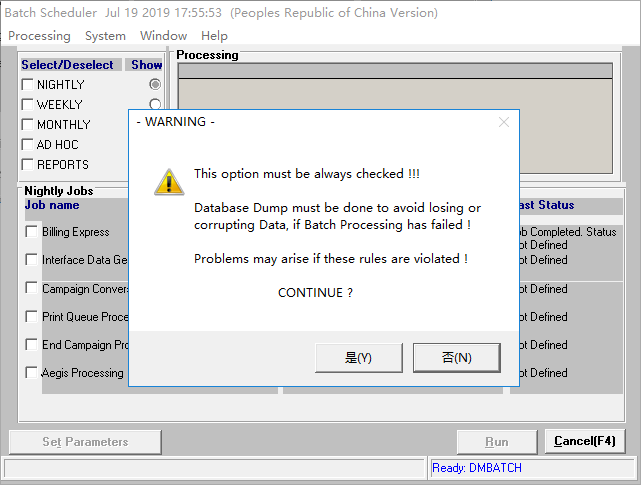 Batch Scheduler Jul 19 2019 17:55:53 (Peoples Republic of China Version)
Processing System Window Help
Select/Deselect Show
NIGHTLY
WEEKLY
MONTHLY
AD HOC
REPORTS
Processing
- WARNING -
This option must be always checked !!!
Database Dump must be done to avoid losing or
corrupting Data, if Batch Processing has failed !
Problems may arise if these rules are violated !
CONTINUE ?
是(Y) 否(N)
Nightly Jobs
Job name ast Status
Billing Express ob Completed. Status
ot Defined
Interface Data Ge ot Defined
Campaign Conver ot Defined
Print Queue Proce ot Defined
End Campaign Pro ot Defined
Aegis Processing ot Defined
Set Parameters Run Cancel(F4)
Ready: DMBATCH